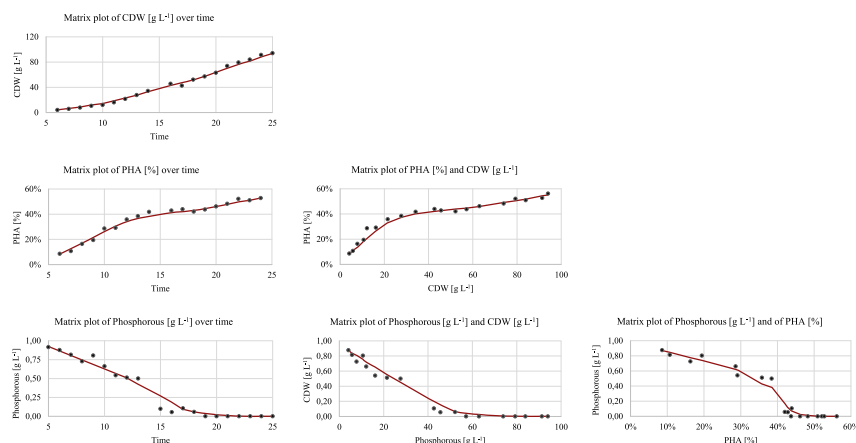 Matrix plot of CDW [g L-1] over time
CDW [g L-1]
120
80
40
0
5 10 15 20 25
Time
Matrix plot of PHA [%] over time
PHA [%]
60%
40%
20%
0%
5 10 15 20 25
Time
Matrix plot of PHA [%] and CDW [g L-1]
PHA [%]
60%
40%
20%
0%
0 20 40 60 80 100
CDW [g L-1]
Matrix plot of Phosphorous [g L-1] over time
Phosphorous [g L-1]
1,00
0,75
0,50
0,25
0,00
5 10 15 20 25
Time
Matrix plot of Phosphorous [g L-1] and CDW [g L-1]
CDW [g L-1]
1,00
0,80
0,60
0,40
0,20
0,00
0 20 40 60 80 100
Phosphorous [g L-1]
Matrix plot of Phosphorous [g L-1] and of PHA [%]
Phosphorous [g L-1]
1,00
0,80
0,60
0,40
0,20
0,00
0% 10% 20% 30% 40% 50% 60%
PHA [%]